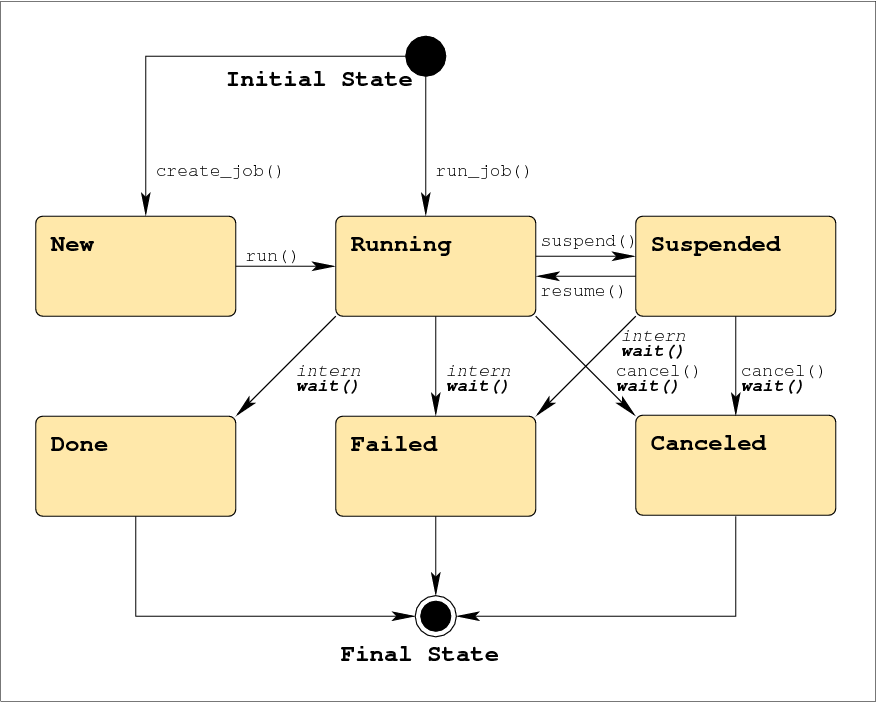 Initial State
create_job()
run_job()
New
Running
Suspended
run()
suspend()
resume()
intern
wait()
intern
wait()
intern
wait()
cancel()
wait()
cancel()
wait()
Done
Failed
Canceled
Final State